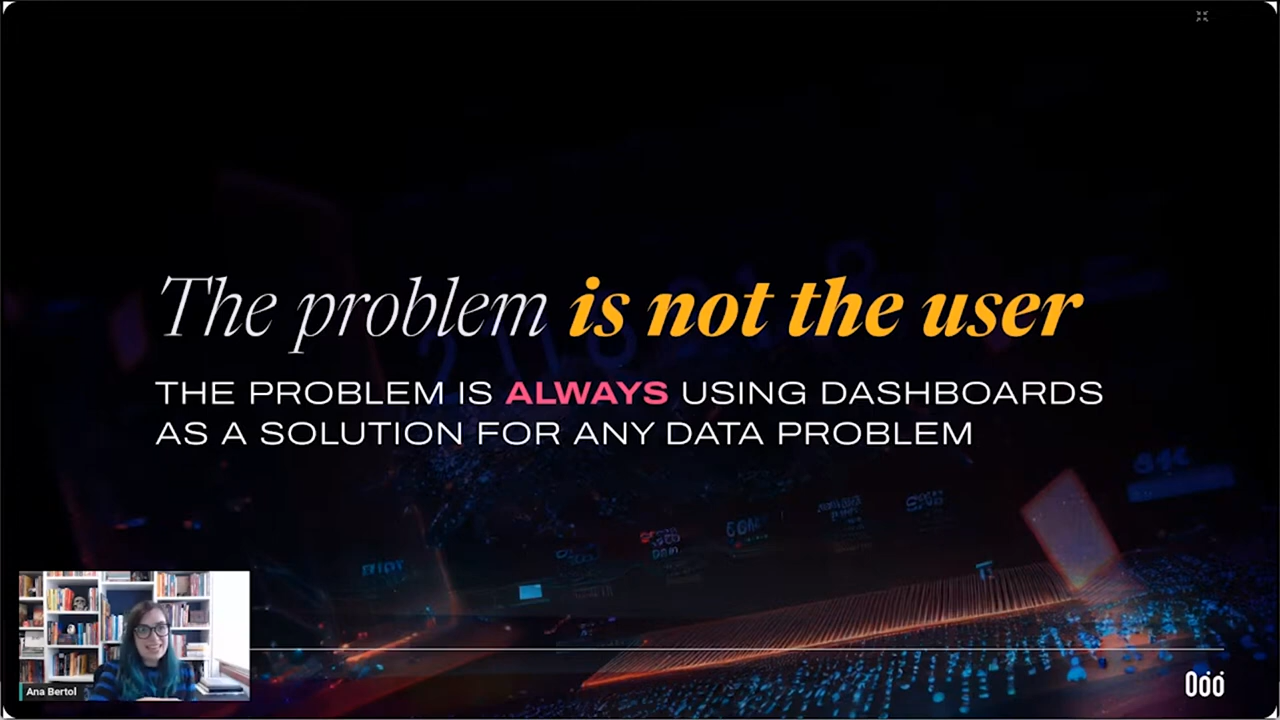 The problem is not the user
THE PROBLEM IS ALWAYS USING DASHBOARDS
AS A SOLUTION FOR ANY DATA PROBLEM
Ana Bertol